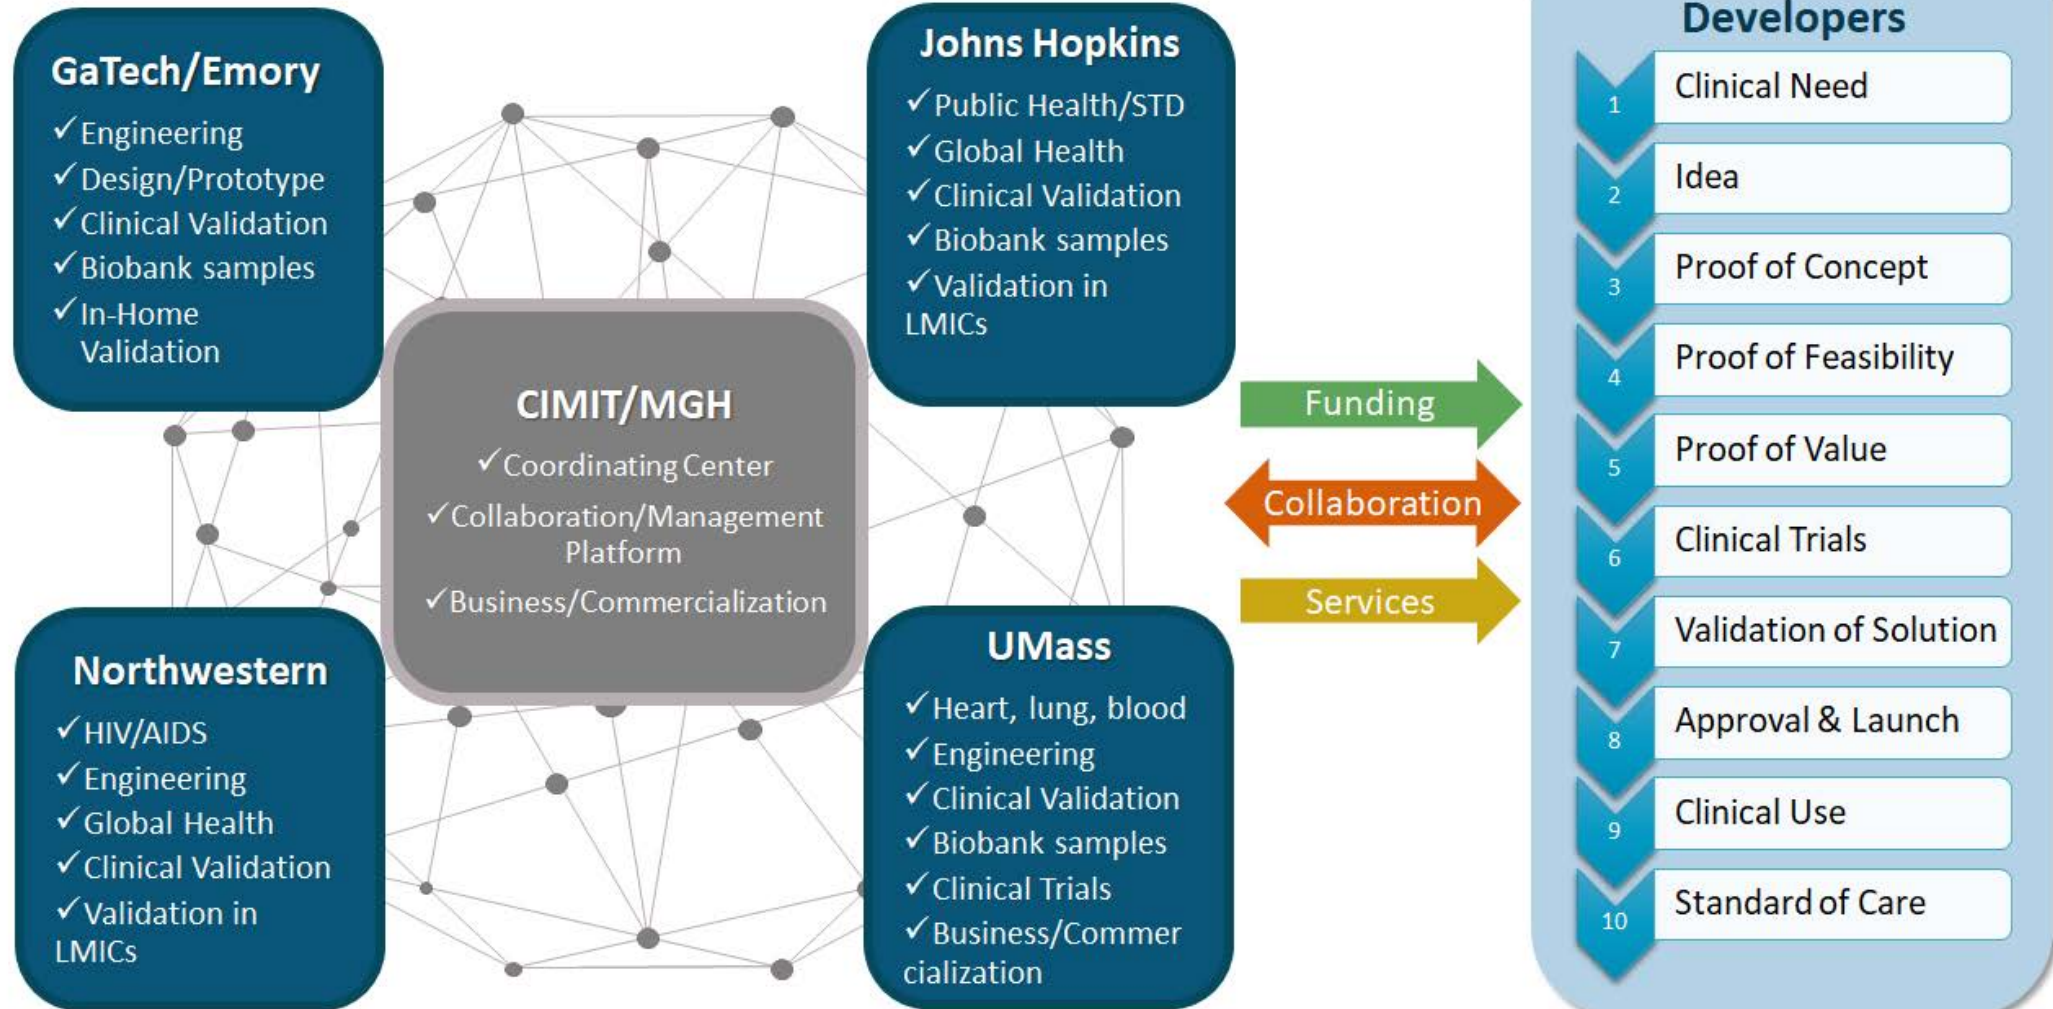 GaTech/Emory
✓Engineering
✓Design/Prototype
✓Clinical Validation
✓Biobank samples
✓In-Home
Validation
Johns Hopkins
✓Public Health/STD
✓Global Health
✓Clinical Validation
✓Biobank samples
✓Validation in
LMICs
CIMIT/MGH
✓Coordinating Center
✓Collaboration/Management
Platform
✓Business/Commercialization
Northwestern
✓HIV/AIDS
✓Engineering
✓Global Health
✓Clinical Validation
✓Validation in
LMICs
UMass
✓Heart, lung, blood
✓Engineering
✓Clinical Validation
✓Biobank samples
✓Clinical Trials
✓Business/Commer
cialization
Funding
Collaboration
Services
Developers
1 Clinical Need
2 Idea
3 Proof of Concept
4 Proof of Feasibility
5 Proof of Value
6 Clinical Trials
7 Validation of Solution
8 Approval & Launch
9 Clinical Use
10 Standard of Care